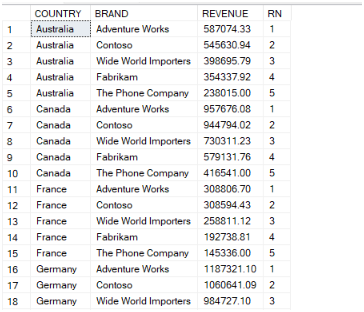 COUNTRY BRAND REVENUE RN
1 Australia Adventure Works 587074.33 1
2 Australia Contoso 545630.94 2
3 Australia Wide World Importers 398695.79 3
4 Australia Fabrikam 354337.92 4
5 Australia The Phone Company 238015.00 5
6 Canada Adventure Works 957676.08 1
7 Canada Contoso 944794.02 2
8 Canada Wide World Importers 730311.23 3
9 Canada Fabrikam 579131.76 4
10 Canada The Phone Company 416541.00 5
11 France Adventure Works 308806.70 1
12 France Contoso 308594.43 2
13 France Wide World Importers 258811.12 3
14 France Fabrikam 192738.81 4
15 France The Phone Company 145336.00 5
16 Germany Adventure Works 1187321.10 1
17 Germany Contoso 1060641.09 2
18 Germany Wide World Importers 984727.10 3